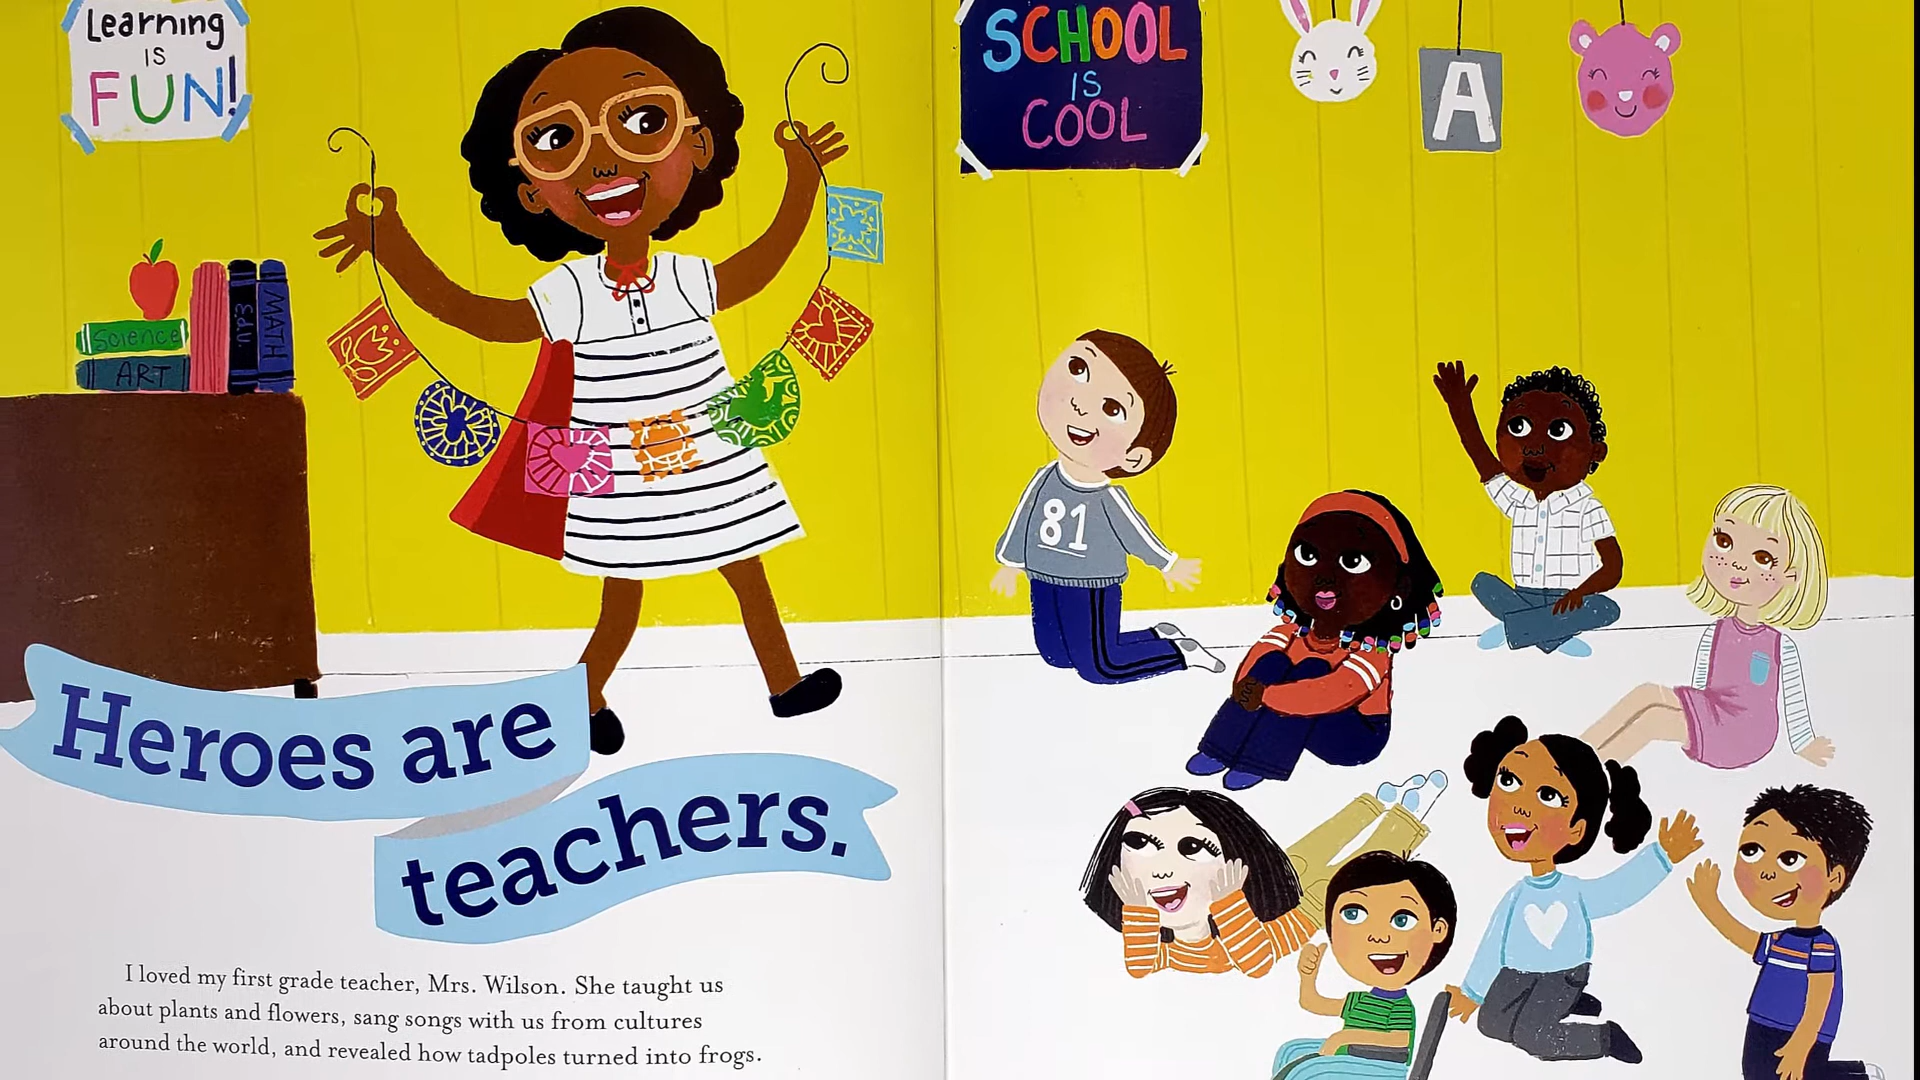 Learning
IS
FUN!
SCHOOL
IS
COOL
A
Science
ART
Edu.
MATH
81
Heroes are
teachers.
I loved my first grade teacher, Mrs. Wilson. She taught us
about plants and flowers, sang songs with us from cultures
around the world, and revealed how tadpoles turned into frogs.